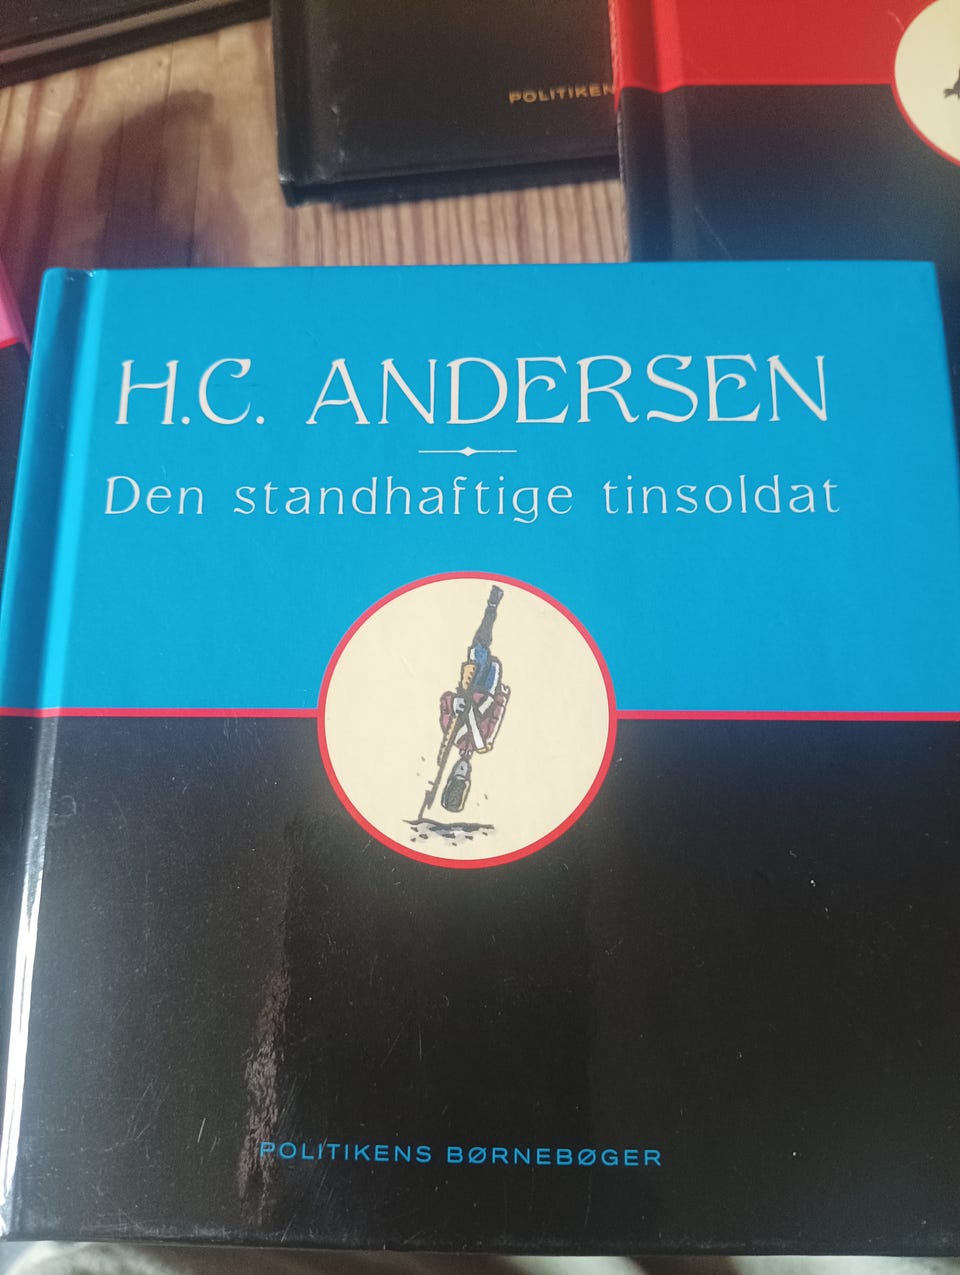 POLITIKEN
H.C. ANDERSEN
Den standhaftige tinsoldat
POLITIKENS BØRNEBØGER